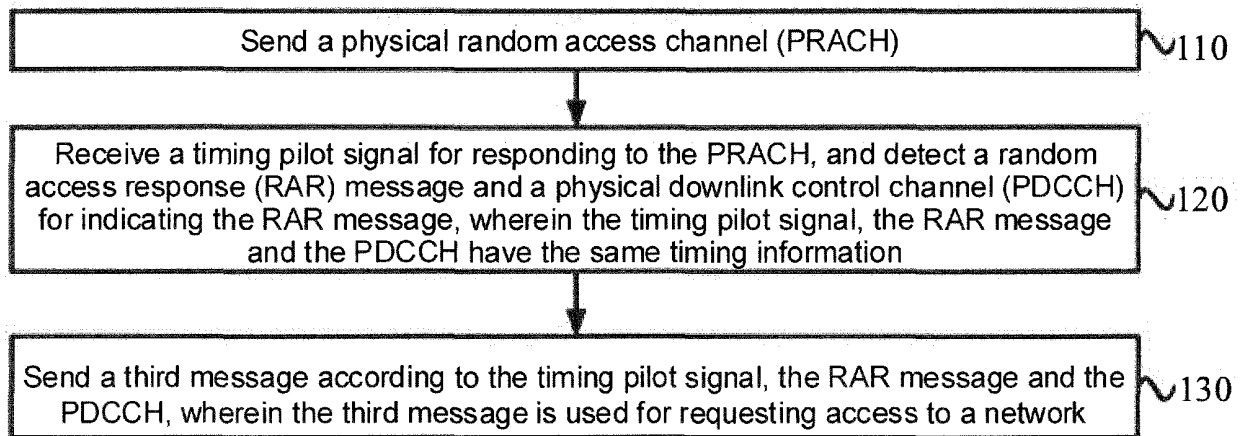 Send a physical random access channel (PRACH)
110
Receive a timing pilot signal for responding to the PRACH, and detect a random
access response (RAR) message and a physical downlink control channel (PDCCH)
for indicating the RAR message, wherein the timing pilot signal, the RAR message
and the PDCCH have the same timing information
120
Send a third message according to the timing pilot signal, the RAR message and the
PDCCH, wherein the third message is used for requesting access to a network
130